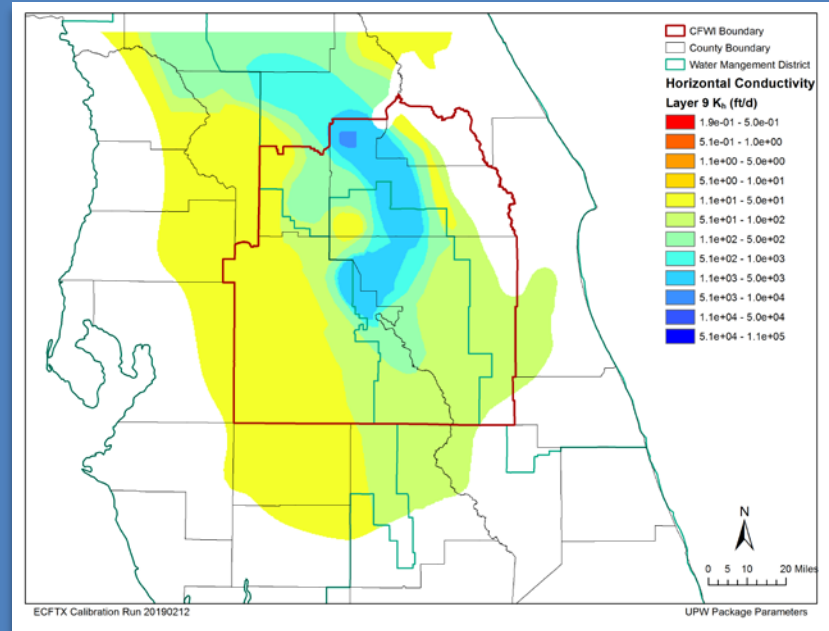 CFWI Boundary
County Boundary
Water Mangement District
Horizontal Conductivity
Layer 9 Kh (ft/d)
1.9e-01 - 5.0e-01
5.1e-01 - 1.0e+00
1.1e+00 - 5.0e+00
5.1e+00 - 1.0e+01
1.1e+01 - 5.0e+01
5.1e+01 - 1.0e+02
1.1e+02 - 5.0e+02
5.1e+02 - 1.0e+03
1.1e+03 - 5.0e+03
5.1e+03 - 1.0e+04
1.1e+04 - 5.0e+04
5.1e+04 - 1.1e+05
N
0 5 10 20 Miles
ECFTX Calibration Run 20190212
UPW Package Parameters